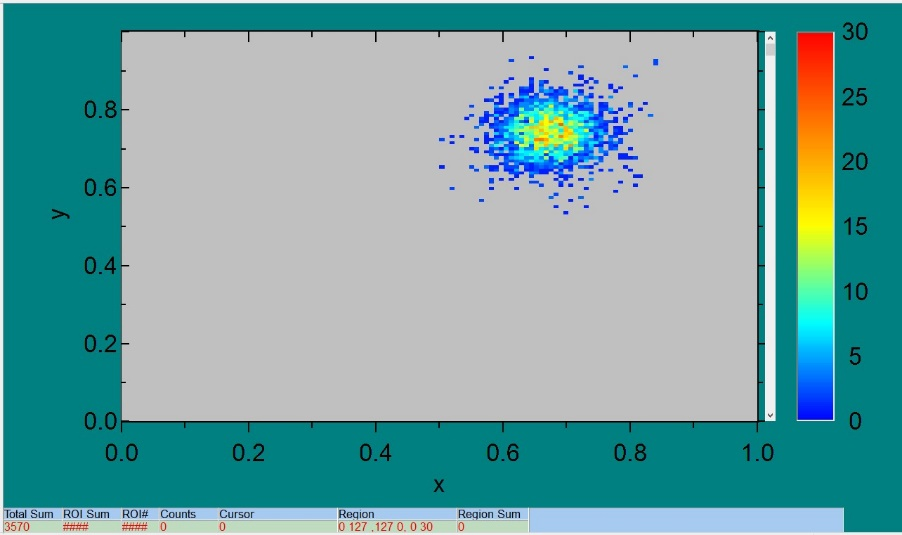 30
25
0.8
20
0.6
y
15
0.4
10
0.2
5
0.0
0
0.0 0.2 0.4 0.6 0.8 1.0
x
Total Sum ROI Sum ROI# Counts Cursor Region Region Sum
3570 #### #### 0 0 0 127 ,127 0, 0 30 0